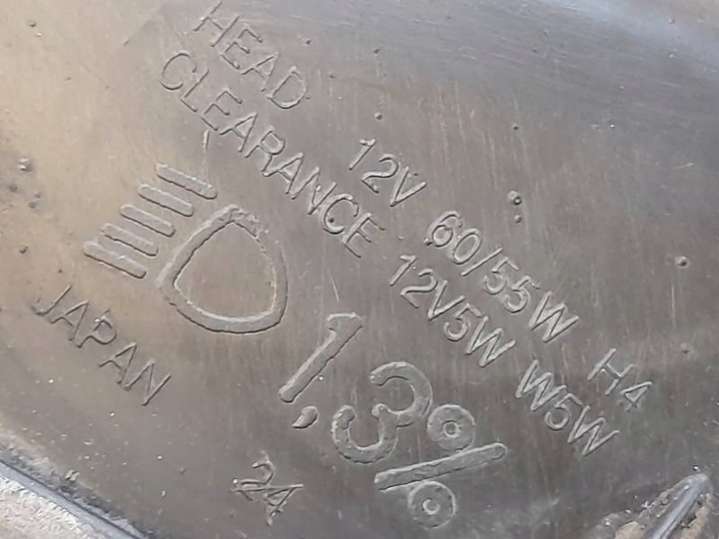 HEAD 12V 60/55W H4
CLEARANCE 12V5W W5W
1,3%
JAPAN
24